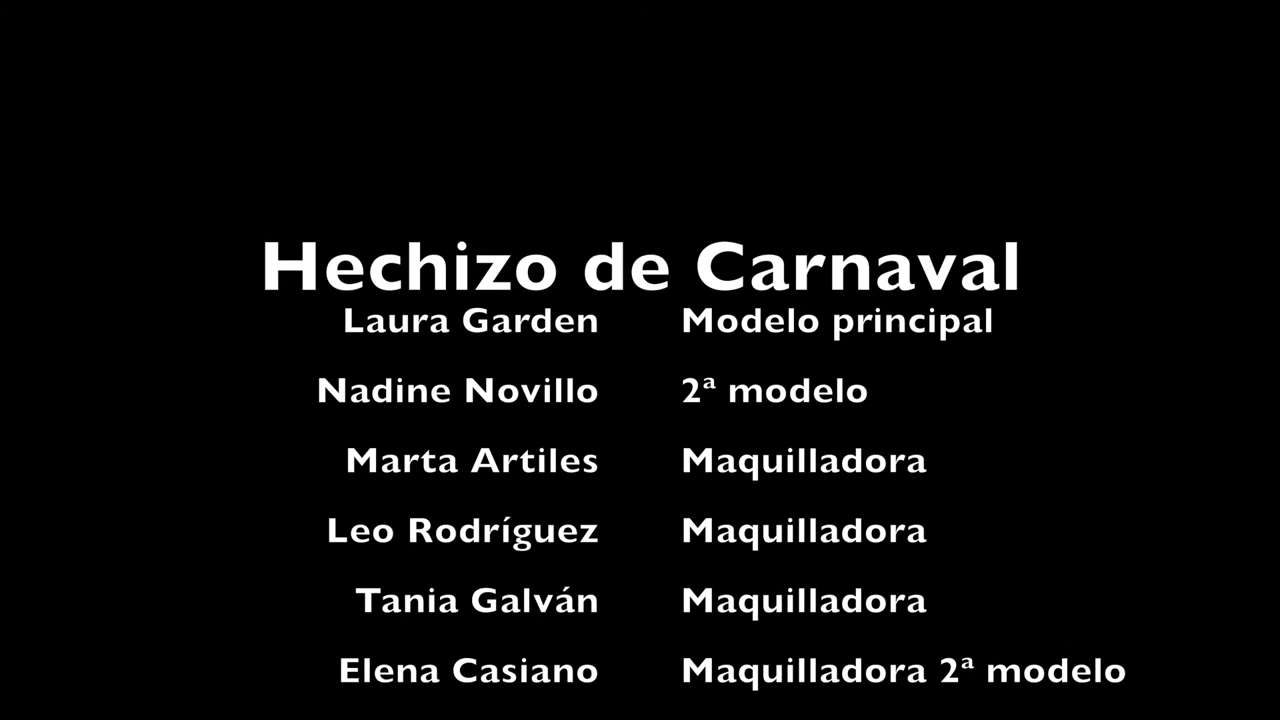 Hechizo de Carnaval
Laura Garden Modelo principal
Nadine Novillo 2ª modelo
Marta Artiles Maquilladora
Leo Rodríguez Maquilladora
Tania Galván Maquilladora
Elena Casiano Maquilladora 2ª modelo